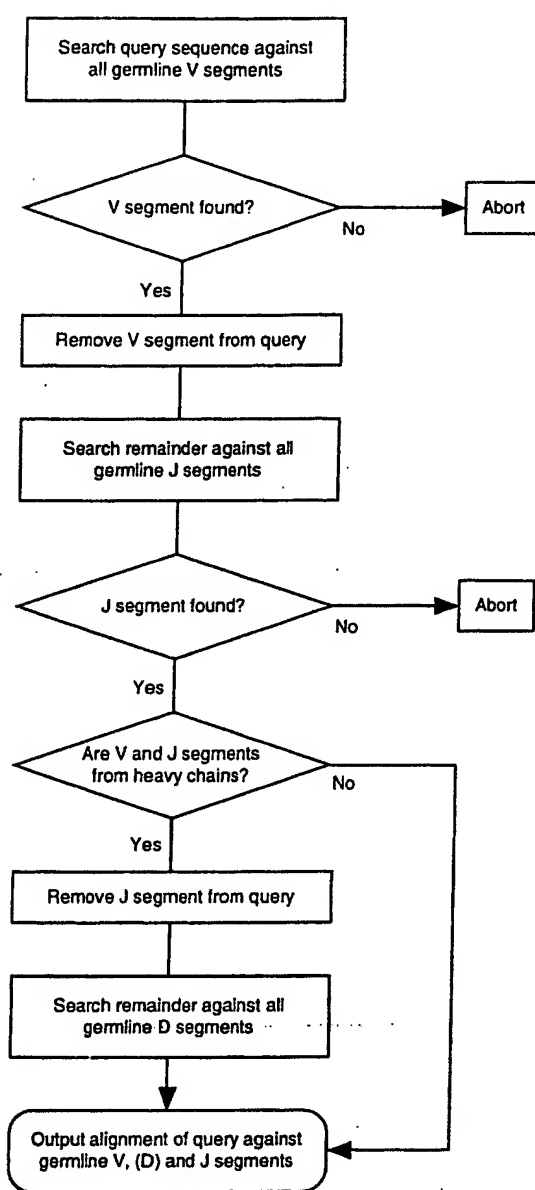 Search query sequence against
all germline V segments
V segment found?
No
Abort
Yes
Remove V segment from query
Search remainder against all
germline J segments
J segment found?
No
Abort
Yes
Are V and J segments
from heavy chains?
No
Yes
Remove J segment from query
Search remainder against all
germline D segments
Output alignment of query against
germline V, (D) and J segments